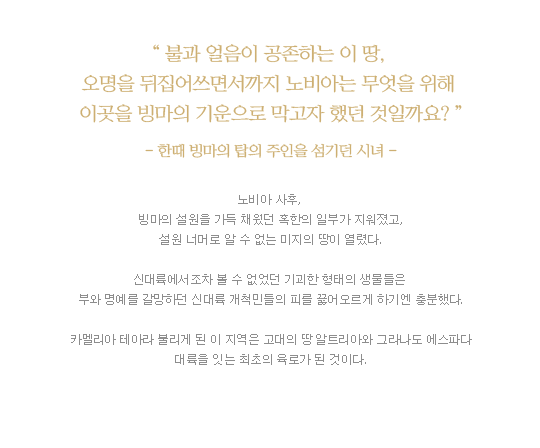 “ 불과 얼음이 공존하는 이 땅,
오명을 뒤집어쓰면서까지 노비아는 무엇을 위해
이곳을 빙마의 기운으로 막고자 했던 것일까요? ”
- 한때 빙마의 탑의 주인을 섬기던 시녀 -
노비아 사후,
빙마의 설원을 가득 채웠던 혹한의 일부가 지워졌고,
설원 너머로 알 수 없는 미지의 땅이 열렸다.
신대륙에서조차 볼 수 없었던 기괴한 형태의 생물들은
부와 명예를 갈망하던 신대륙 개척민들의 피를 끓어오르게 하기엔 충분했다.
카멜리아 테아라 불리게 된 이 지역은 고대의 땅 알트리아와 그라나도 에스파다
대륙을 잇는 최초의 육로가 된 것이다.